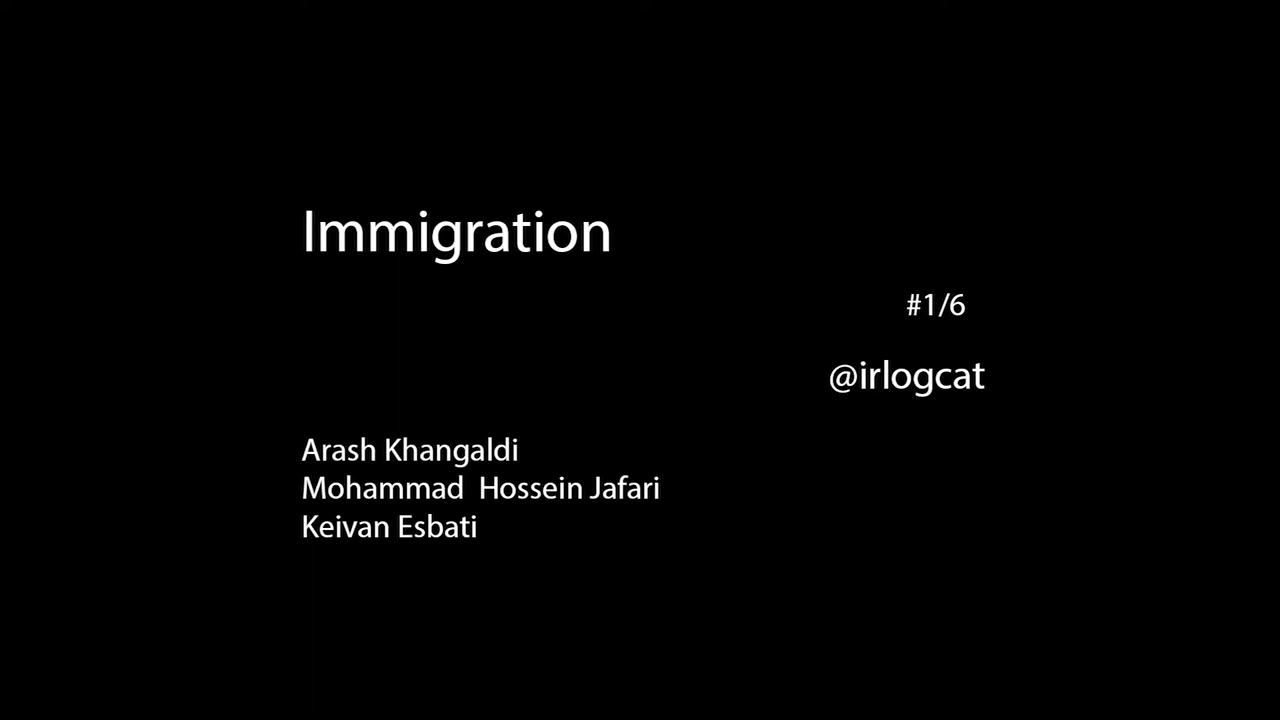 Immigration
#1/6
@irlogcat
Arash Khangaldi
Mohammad  Hossein Jafari
Keivan Esbati